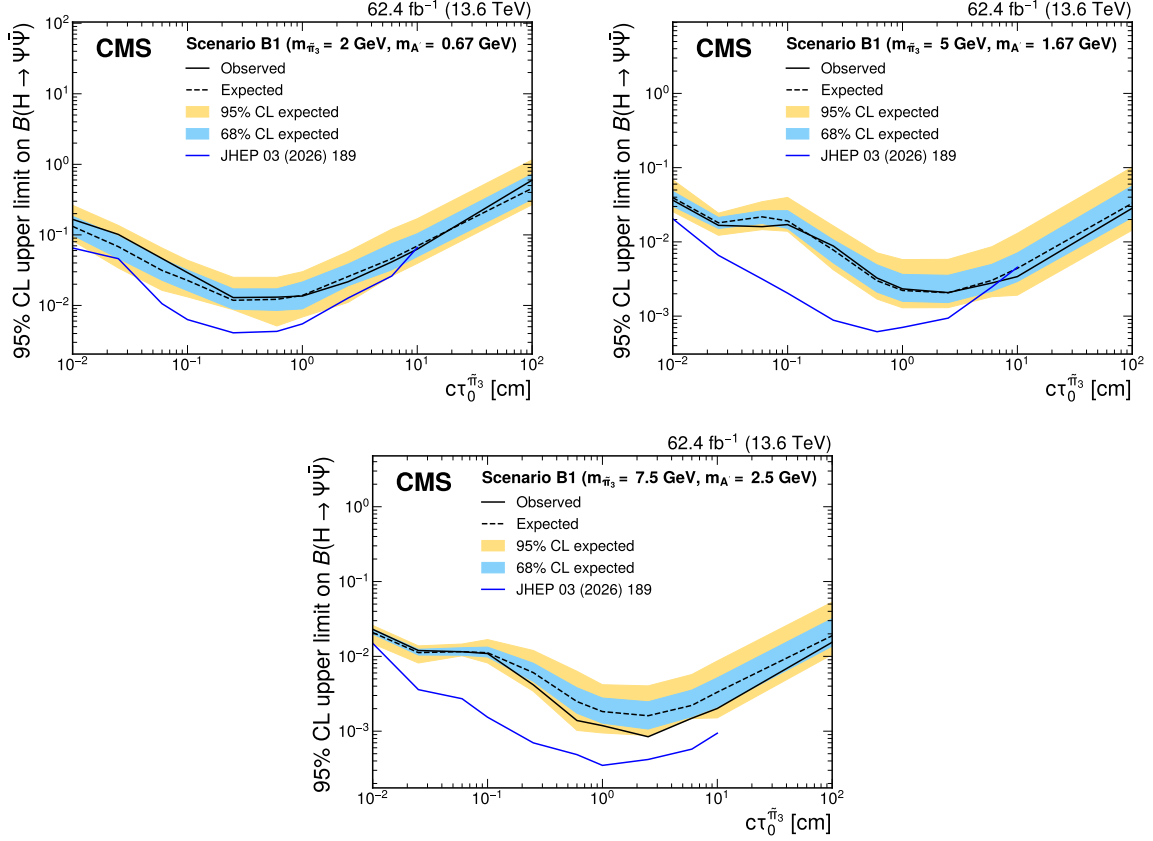 62.4 fb⁻¹ (13.6 TeV)
CMS
Scenario B1 (m_π̃₃ = 2 GeV, m_A' = 0.67 GeV)
Observed
Expected
95% CL expected
68% CL expected
JHEP 03 (2026) 189
95% CL upper limit on B(H → ΨΨ̄)
10²
10¹
10⁰
10⁻¹
10⁻²
10⁻² 10⁻¹ 10⁰ 10¹ 10²
cτ₀^π̃₃ [cm]
62.4 fb⁻¹ (13.6 TeV)
CMS
Scenario B1 (m_π̃₃ = 5 GeV, m_A' = 1.67 GeV)
Observed
Expected
95% CL expected
68% CL expected
JHEP 03 (2026) 189
95% CL upper limit on B(H → ΨΨ̄)
10⁰
10⁻¹
10⁻²
10⁻³
10⁻² 10⁻¹ 10⁰ 10¹ 10²
cτ₀^π̃₃ [cm]
62.4 fb⁻¹ (13.6 TeV)
CMS
Scenario B1 (m_π̃₃ = 7.5 GeV, m_A' = 2.5 GeV)
Observed
Expected
95% CL expected
68% CL expected
JHEP 03 (2026) 189
95% CL upper limit on B(H → ΨΨ̄)
10⁰
10⁻¹
10⁻²
10⁻³
10⁻² 10⁻¹ 10⁰ 10¹ 10²
cτ₀^π̃₃ [cm]